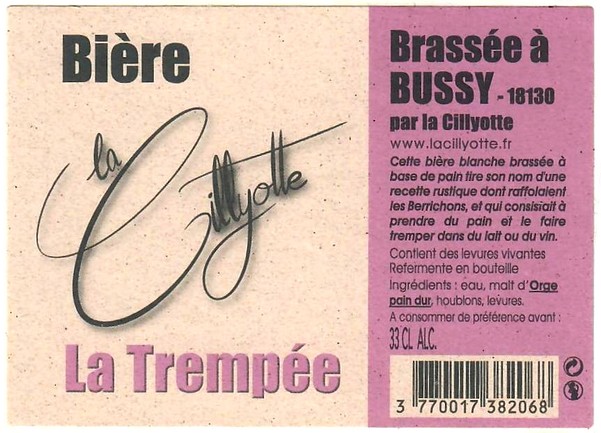 Bière
la Cillyotte
La Trempée
Brassée à
BUSSY - 18130
par la Cillyotte
www.lacillyotte.fr
Cette bière blanche brassée à
base de pain tire son nom d'une
recette rustique dont raffolaient
les Berrichons, et qui consisiait à
prendre du pain et le faire
tremper dans du lait ou du vin.
Contient des levures vivantes
Refermente en bouteille
Ingrédients : eau, malt d'Orge
pain dur, houblons, levures.
A consommer de préférence avant :
33 CL ALC.
3 770017 382068